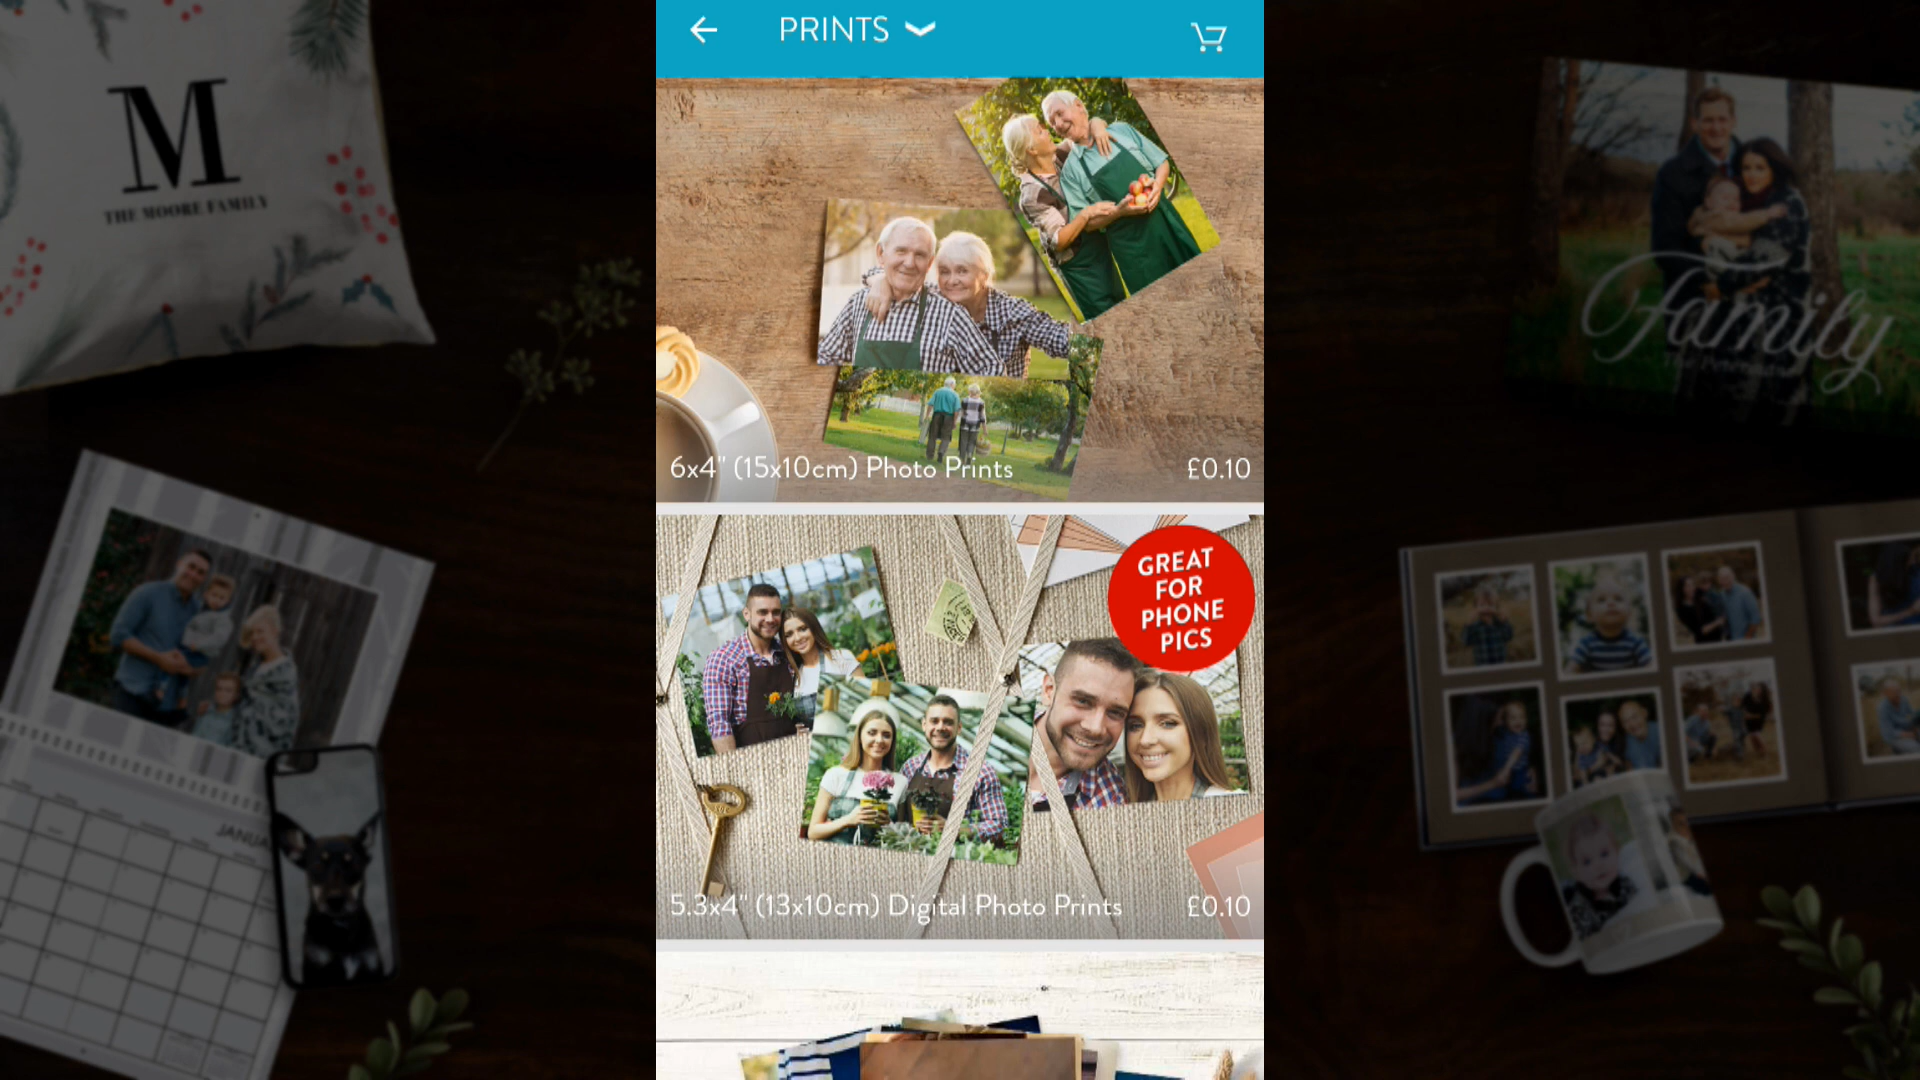 PRINTS
M
THE MOORE FAMILY
Family
6x4" (15x10cm) Photo Prints
£0.10
GREAT
FOR
PHONE
PICS
5.3x4" (13x10cm) Digital Photo Prints
£0.10